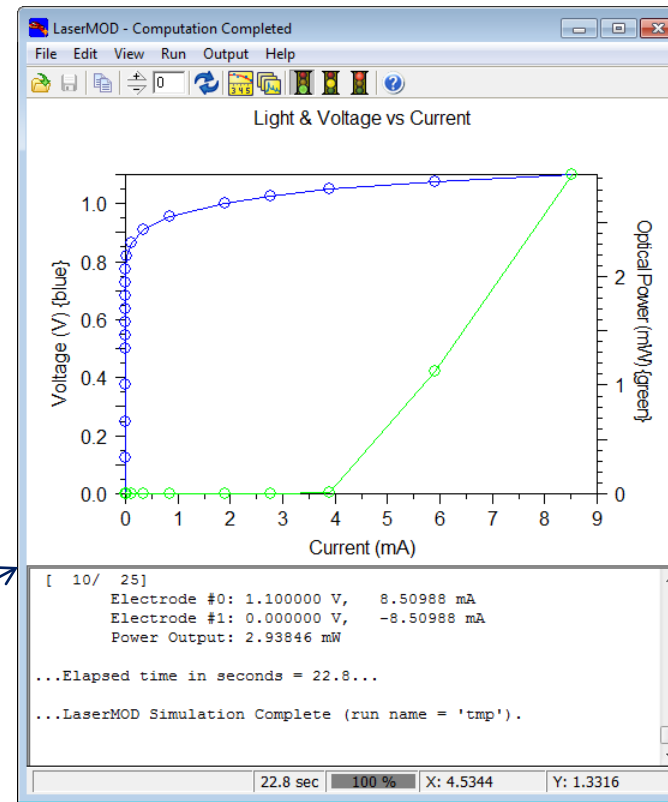 LaserMOD - Computation Completed
File Edit View Run Output Help
0
3 4 5
Light & Voltage vs Current
Voltage (V) {blue}
1.0
0.8
0.6
0.4
0.2
0.0
Optical Power (mW) {green}
2
1
0
0 1 2 3 4 5 6 7 8 9
Current (mA)
[ 10/ 25]
Electrode #0: 1.100000 V, 8.50988 mA
Electrode #1: 0.000000 V, -8.50988 mA
Power Output: 2.93846 mW
...Elapsed time in seconds = 22.8...
...LaserMOD Simulation Complete (run name = 'tmp').
22.8 sec 100 % X: 4.5344 Y: 1.3316